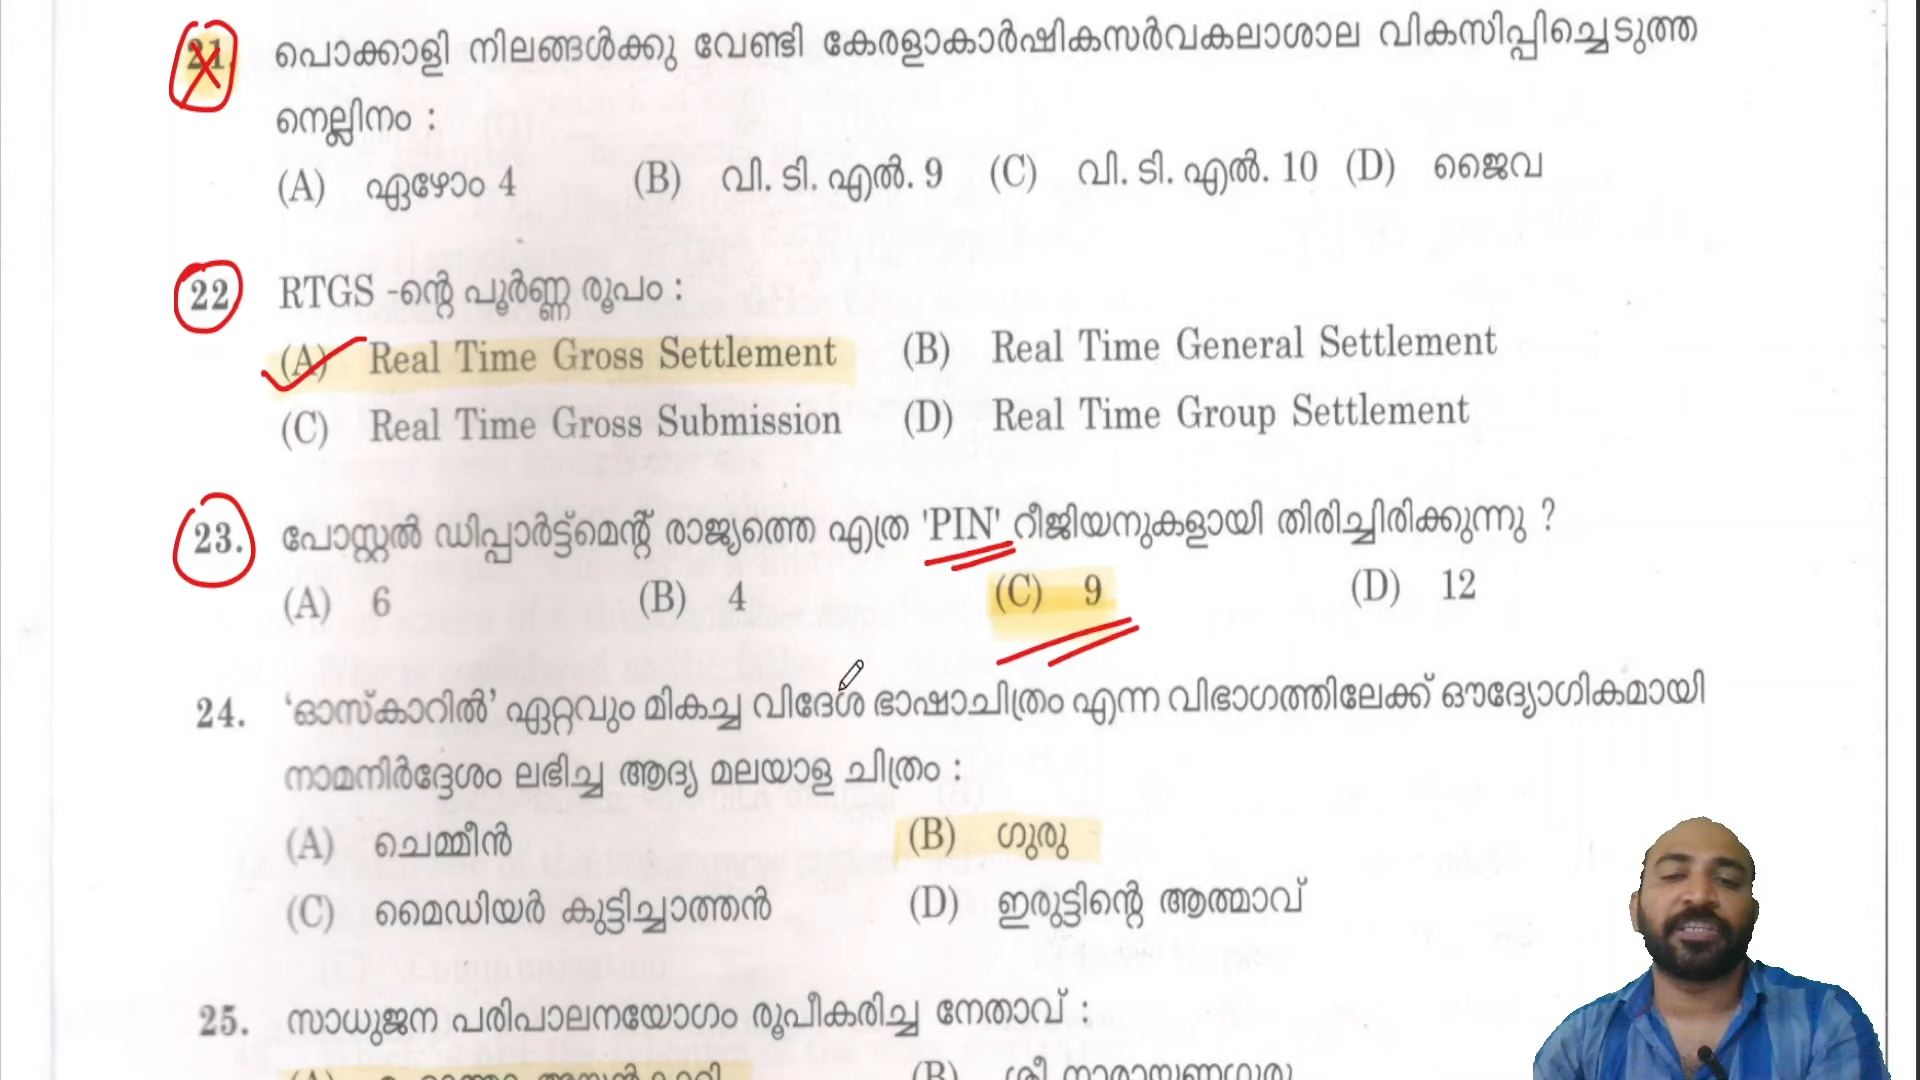 21. പൊക്കാളി നിലങ്ങൾക്കു വേണ്ടി കേരളാകാർഷികസർവകലാശാല വികസിപ്പിച്ചെടുത്ത
നെല്ലിനം :
(A) ഏഴോം 4 (B) വി. ടി. എൽ. 9 (C) വി. ടി. എൽ. 10 (D) ജൈവ
22. RTGS -ന്റെ പൂർണ്ണ രൂപം :
(A) Real Time Gross Settlement (B) Real Time General Settlement
(C) Real Time Gross Submission (D) Real Time Group Settlement
23. പോസ്റ്റൽ ഡിപ്പാർട്ട്മെന്റ് രാജ്യത്തെ എത്ര 'PIN' റീജിയനുകളായി തിരിച്ചിരിക്കുന്നു ?
(A) 6 (B) 4 (C) 9 (D) 12
24. 'ഓസ്കാറിൽ' ഏറ്റവും മികച്ച വിദേശ ഭാഷാചിത്രം എന്ന വിഭാഗത്തിലേക്ക് ഔദ്യോഗികമായി
നാമനിർദ്ദേശം ലഭിച്ച ആദ്യ മലയാള ചിത്രം :
(A) ചെമ്മീൻ (B) ഗുരു
(C) മൈഡിയർ കുട്ടിച്ചാത്തൻ (D) ഇരുട്ടിന്റെ ആത്മാവ്
25. സാധുജന പരിപാലനയോഗം രൂപീകരിച്ച നേതാവ് :
(B) ശ്രീ നാരായണഗുരു